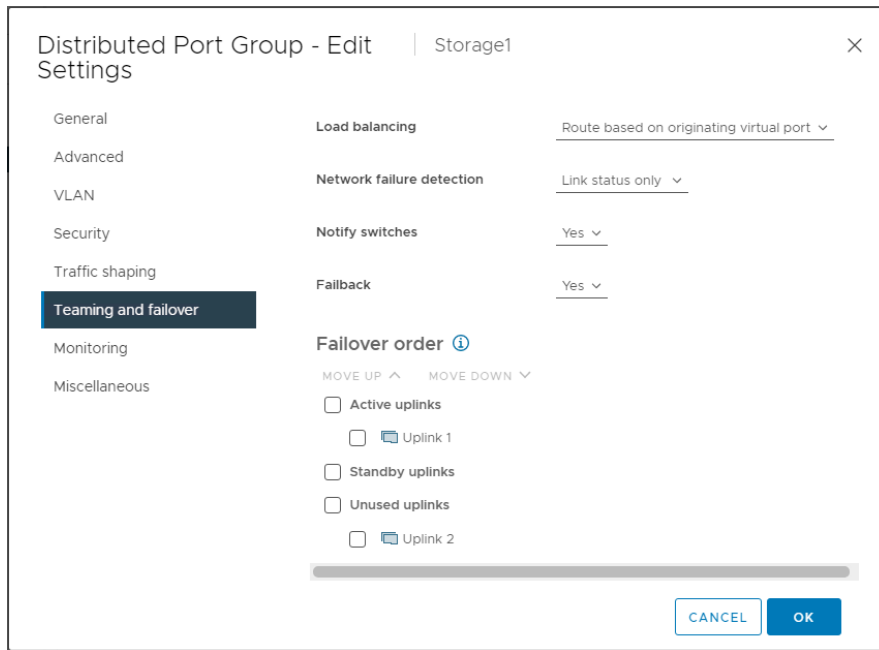 Distributed Port Group - Edit Settings
Storage1
General
Advanced
VLAN
Security
Traffic shaping
Teaming and failover
Monitoring
Miscellaneous
Load balancing
Route based on originating virtual port
Network failure detection
Link status only
Notify switches
Yes
Failback
Yes
Failover order
MOVE UP
MOVE DOWN
Active uplinks
Uplink 1
Standby uplinks
Unused uplinks
Uplink 2
CANCEL
OK